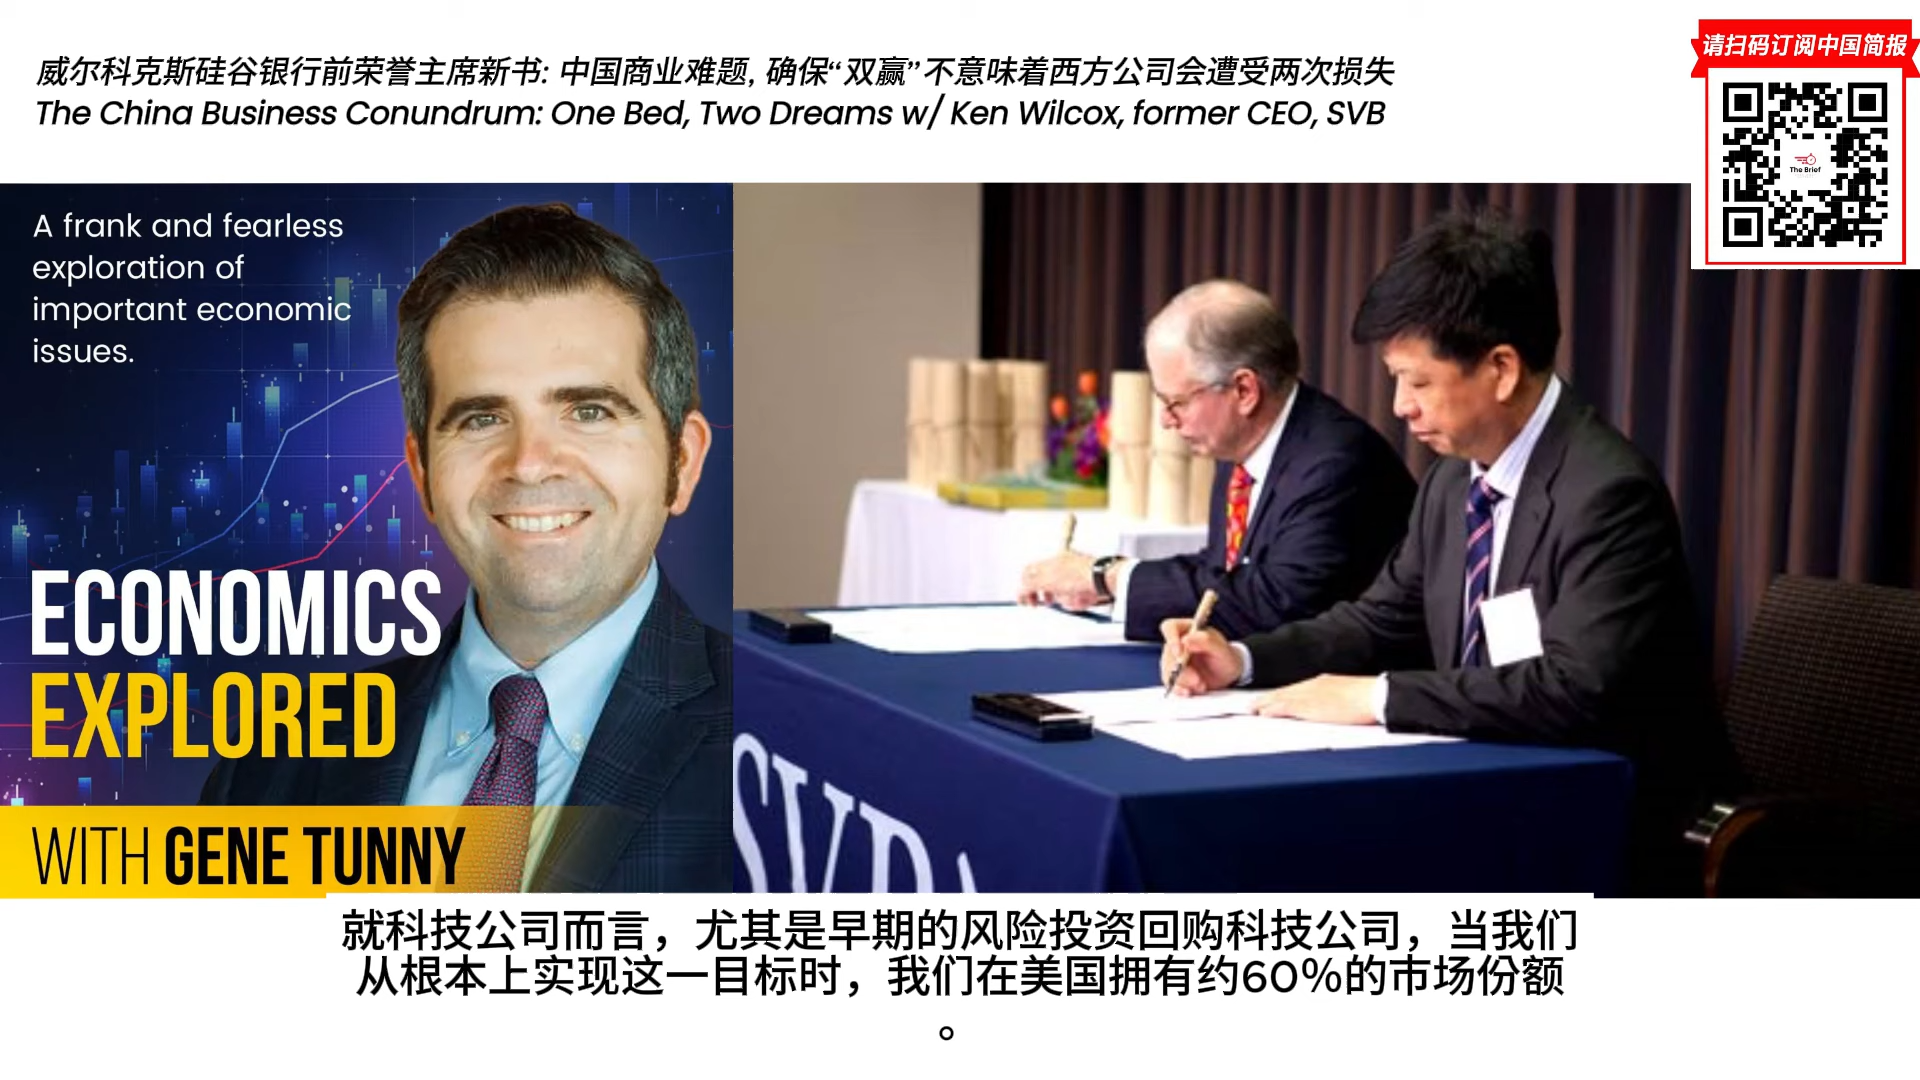 威尔科克斯硅谷银行前荣誉主席新书: 中国商业难题, 确保“双赢”不意味着西方公司会遭受两次损失
The China Business Conundrum: One Bed, Two Dreams w/ Ken Wilcox, former CEO, SVB
请扫码订阅中国简报
The Brief
A frank and fearless
exploration of
important economic
issues.
ECONOMICS
EXPLORED
WITH GENE TUNNY
就科技公司而言，尤其是早期的风险投资回购科技公司，当我们
从根本上实现这一目标时，我们在美国拥有约60%的市场份额
。